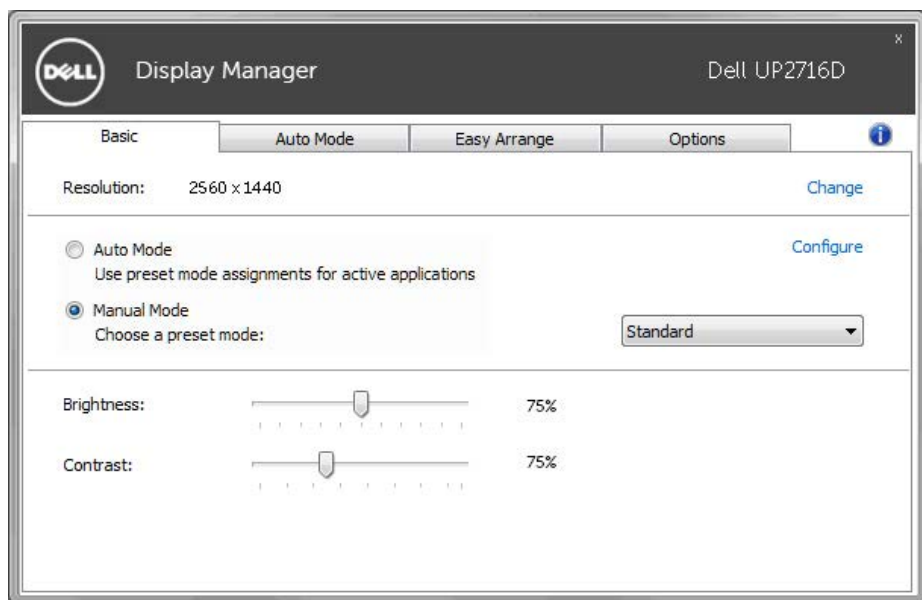 DELL Display Manager Dell UP2716D x
Basic Auto Mode Easy Arrange Options i
Resolution: 2560 x 1440 Change
Auto Mode Configure
Use preset mode assignments for active applications
Manual Mode
Choose a preset mode: Standard
Brightness: 75%
Contrast: 75%